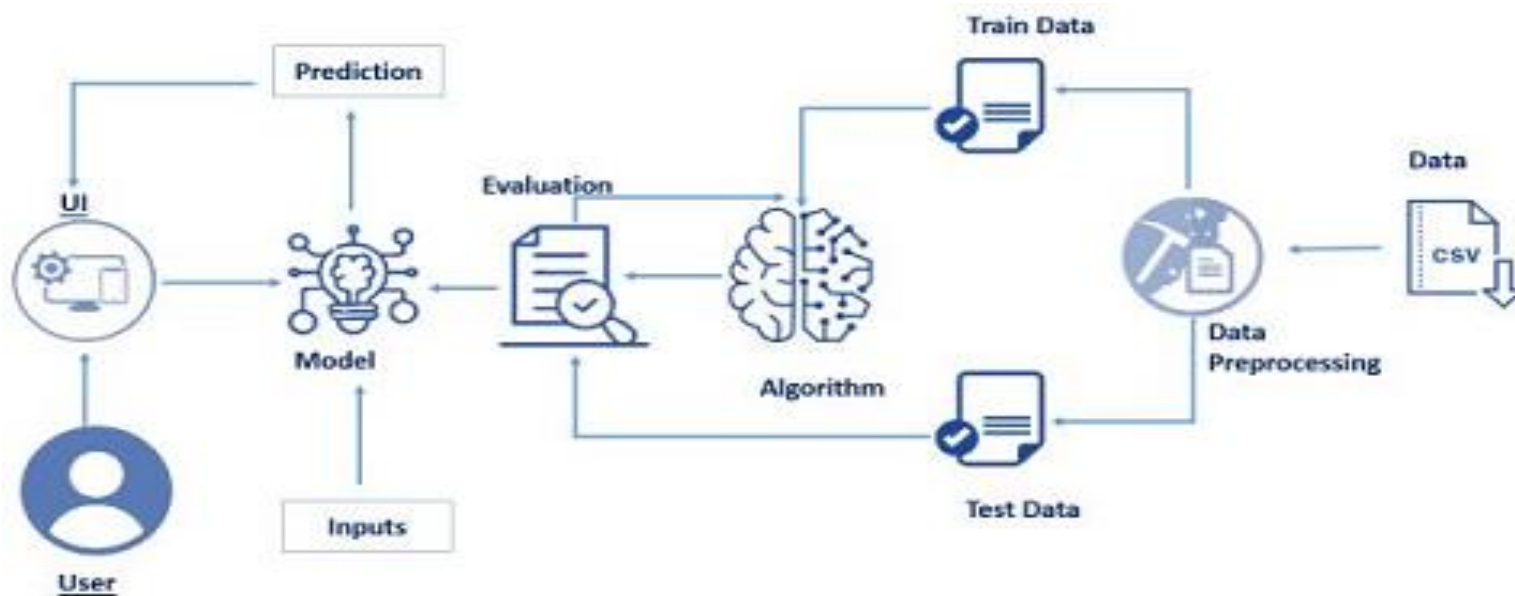 Train Data
Prediction
Data
Evaluation
UI
CSV
Data
Preprocessing
Model
Algorithm
Test Data
Inputs
User